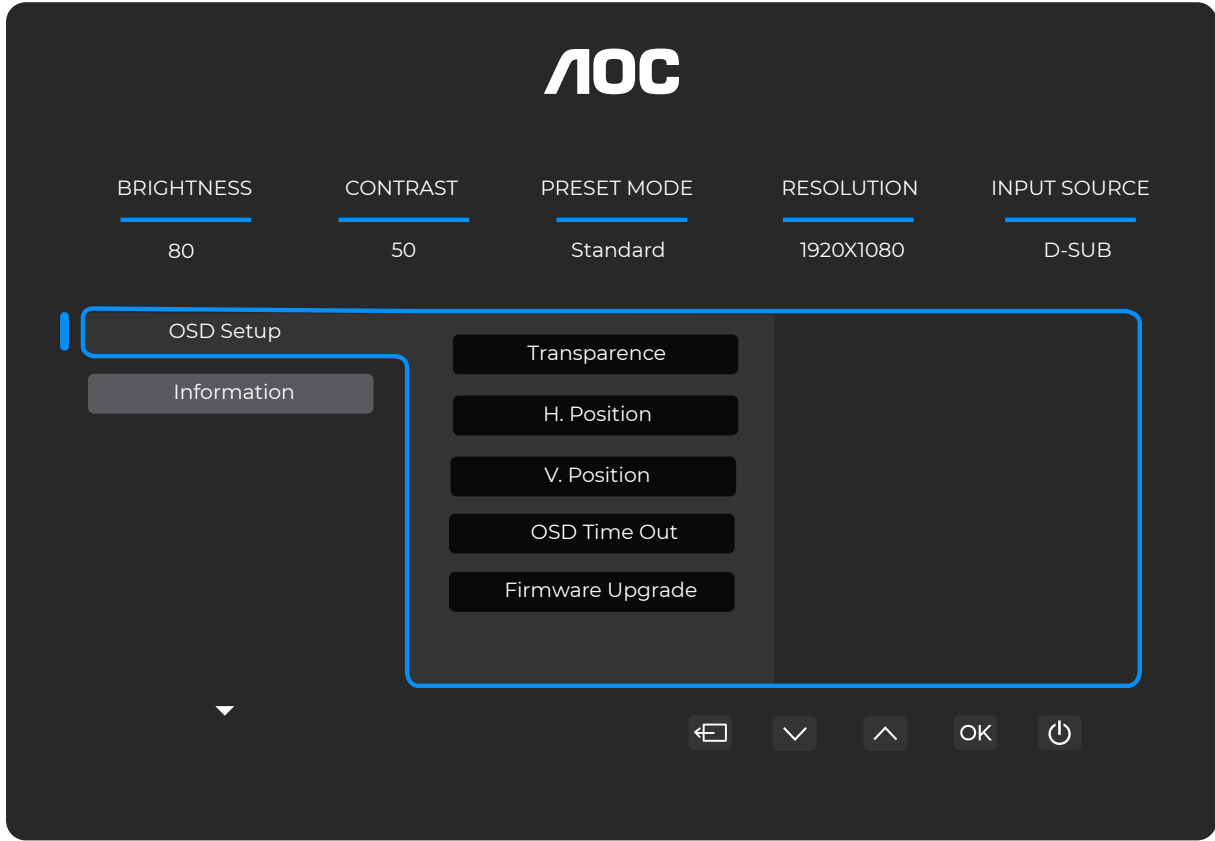 AOC
BRIGHTNESS CONTRAST PRESET MODE RESOLUTION INPUT SOURCE
80 50 Standard 1920X1080 D-SUB
OSD Setup
Information
Transparence
H. Position
V. Position
OSD Time Out
Firmware Upgrade
OK